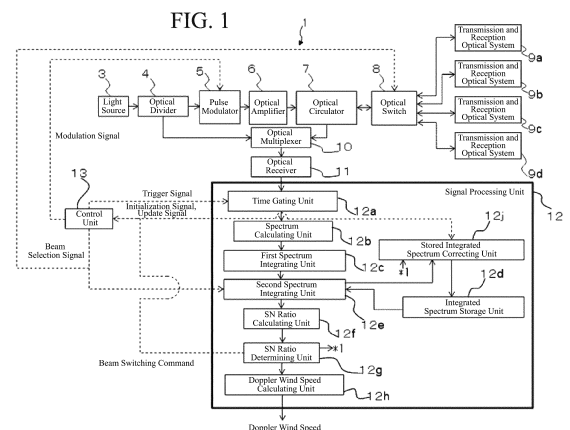 FIG. 1
1
Transmission and
Reception
Optical System
9a
3
4
5
6
7
8
Light
Source
Optical
Divider
Pulse
Modulator
Optical
Amplifier
Optical
Circulator
Optical
Switch
Transmission and
Reception
Optical System
9b
Transmission and
Reception
Optical System
9c
Transmission and
Reception
Optical System
9d
Modulation Signal
Optical
Multiplexer
10
Optical
Receiver
11
Signal Processing Unit
12
13
Control
Unit
Trigger Signal
Initialization Signal,
Update Signal
Time Gating Unit
12a
Spectrum
Calculating Unit
12b
12j
Stored Integrated
Spectrum Correcting Unit
*1
Beam
Selection Signal
First Spectrum
Integrating Unit
12c
12d
Second Spectrum
Integrating Unit
12e
Integrated
Spectrum Storage Unit
SN Ratio
Calculating Unit
12f
SN Ratio
Determining Unit
*1
12g
Beam Switching Command
Doppler Wind Speed
Calculating Unit
12h
Doppler Wind Speed